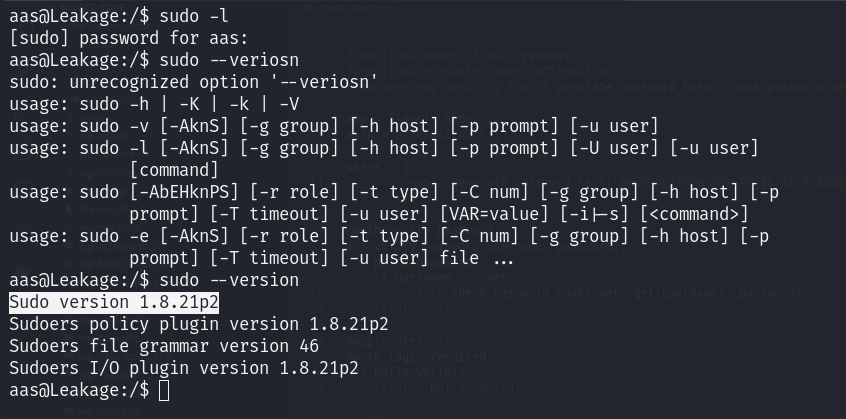 aas@Leakage:/$ sudo -l
[sudo] password for aas:
aas@Leakage:/$ sudo --veriosn
sudo: unrecognized option '--veriosn'
usage: sudo -h | -K | -k | -V
usage: sudo -v [-AknS] [-g group] [-h host] [-p prompt] [-u user]
usage: sudo -l [-AknS] [-g group] [-h host] [-p prompt] [-U user] [-u user]
[command]
usage: sudo [-AbEHknPS] [-r role] [-t type] [-C num] [-g group] [-h host] [-p
prompt] [-T timeout] [-u user] [VAR=value] [-i|-s] [<command>]
usage: sudo -e [-AknS] [-r role] [-t type] [-C num] [-g group] [-h host] [-p
prompt] [-T timeout] [-u user] file ...
aas@Leakage:/$ sudo --version
Sudo version 1.8.21p2
Sudoers policy plugin version 1.8.21p2
Sudoers file grammar version 46
Sudoers I/O plugin version 1.8.21p2
aas@Leakage:/$